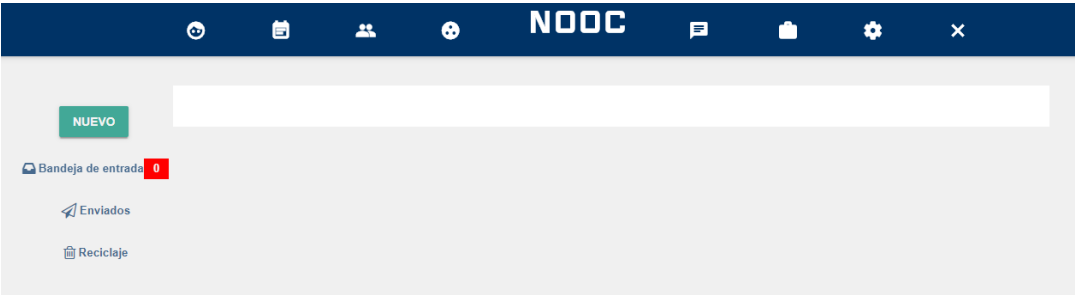 NOOC
NUEVO
Bandeja de entrada 0
Enviados
Reciclaje